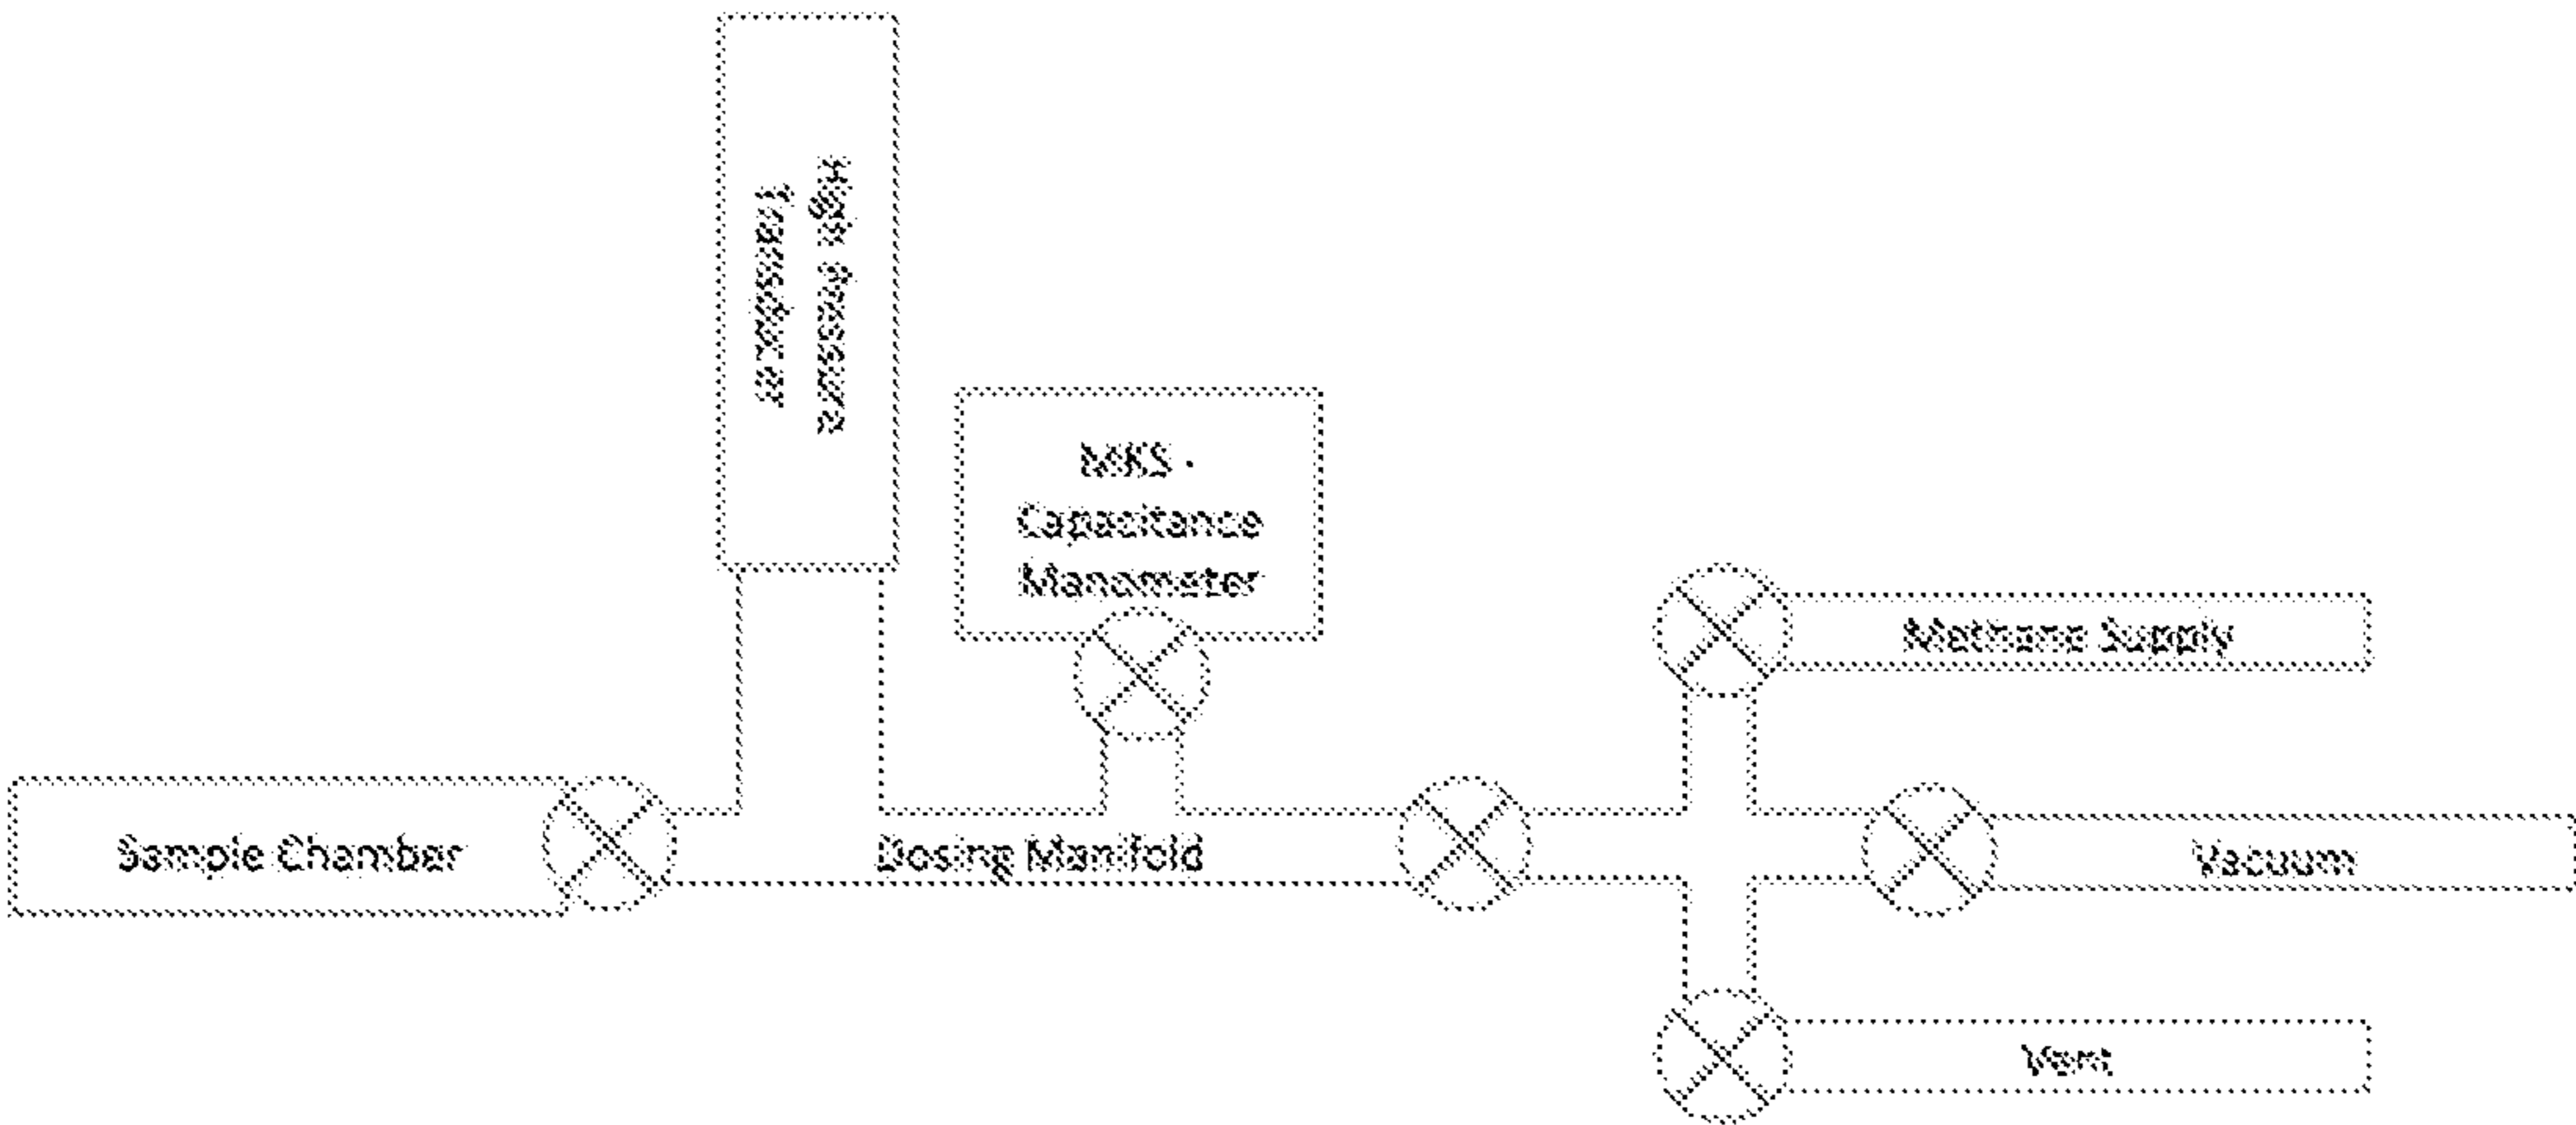 High Pressure
Transducer
MKS -
Capacitance
Manometer
Methane Supply
Sample Chamber
Dosing Manifold
Vacuum
Vent